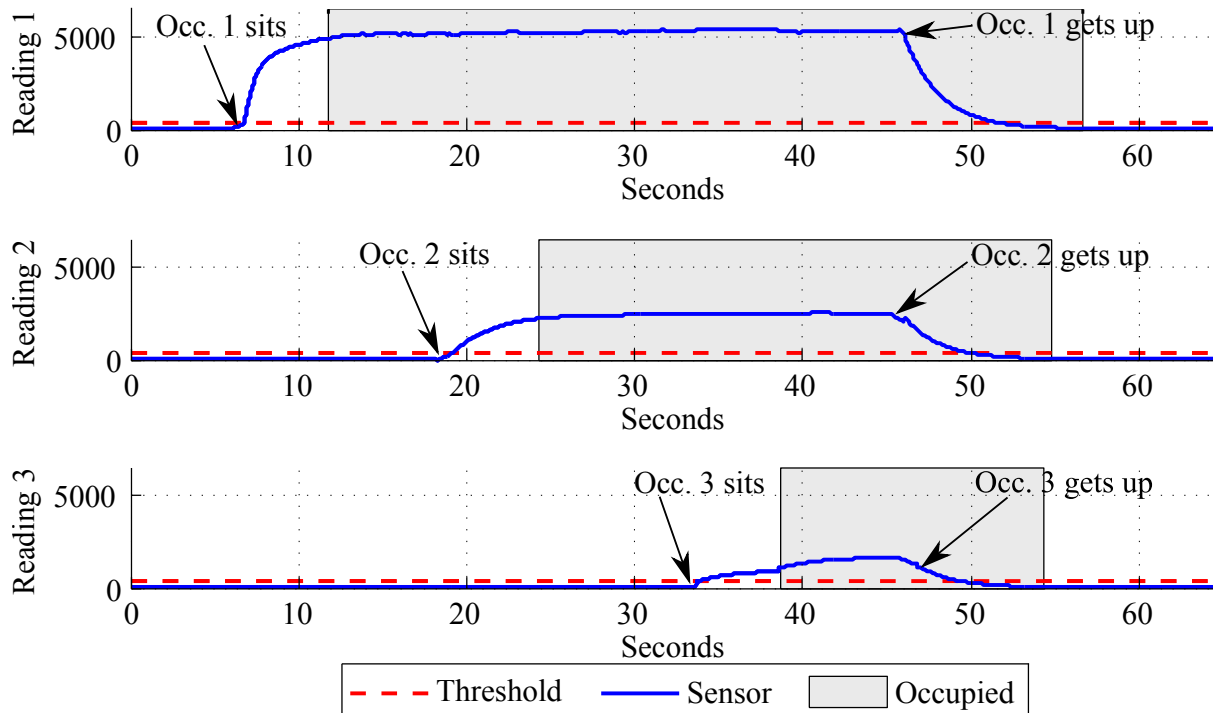 Reading 1
5000
0
Occ. 1 sits
Occ. 1 gets up
0 10 20 30 40 50 60
Seconds
Reading 2
5000
0
Occ. 2 sits
Occ. 2 gets up
0 10 20 30 40 50 60
Seconds
Reading 3
5000
0
Occ. 3 sits
Occ. 3 gets up
0 10 20 30 40 50 60
Seconds
Threshold Sensor Occupied